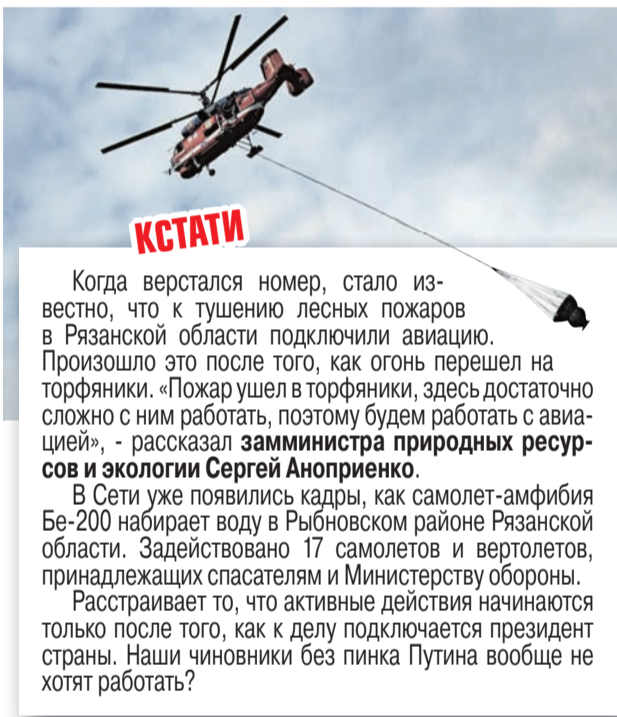 КСТАТИ
Когда верстался номер, стало из-
вестно, что к тушению лесных пожаров
в Рязанской области подключили авиацию.
Произошло это после того, как огонь перешел на
торфяники. «Пожар ушел в торфяники, здесь достаточно
сложно с ним работать, поэтому будем работать с авиа-
цией», - рассказал замминистра природных ресур-
сов и экологии Сергей Аноприенко.
В Сети уже появились кадры, как самолет-амфибия
Бе-200 набирает воду в Рыбновском районе Рязанской
области. Задействовано 17 самолетов и вертолетов,
принадлежащих спасателям и Министерству обороны.
Расстраивает то, что активные действия начинаются
только после того, как к делу подключается президент
страны. Наши чиновники без пинка Путина вообще не
хотят работать?